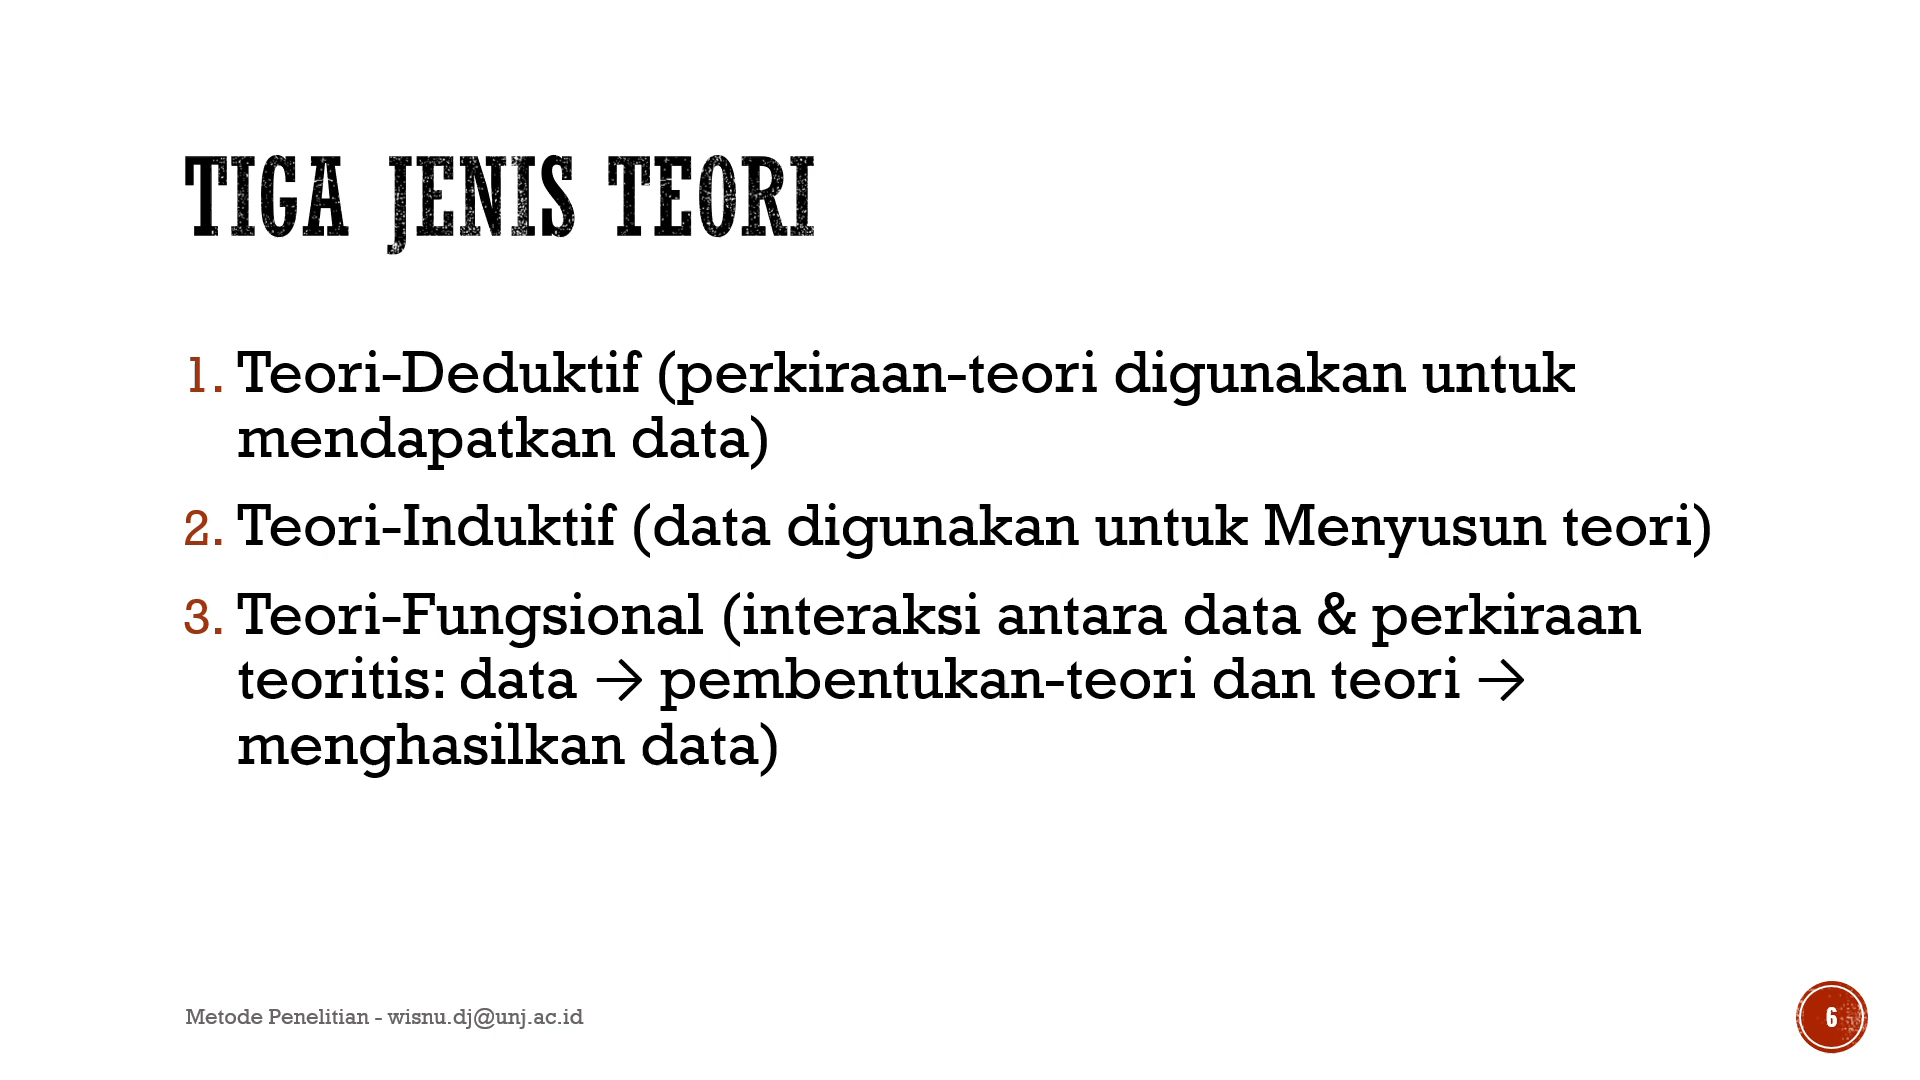 TIGA JENIS TEORI
1. Teori-Deduktif (perkiraan-teori digunakan untuk
mendapatkan data)
2. Teori-Induktif (data digunakan untuk Menyusun teori)
3. Teori-Fungsional (interaksi antara data & perkiraan
teoritis: data → pembentukan-teori dan teori →
menghasilkan data)
Metode Penelitian - wisnu.dj@unj.ac.id
6